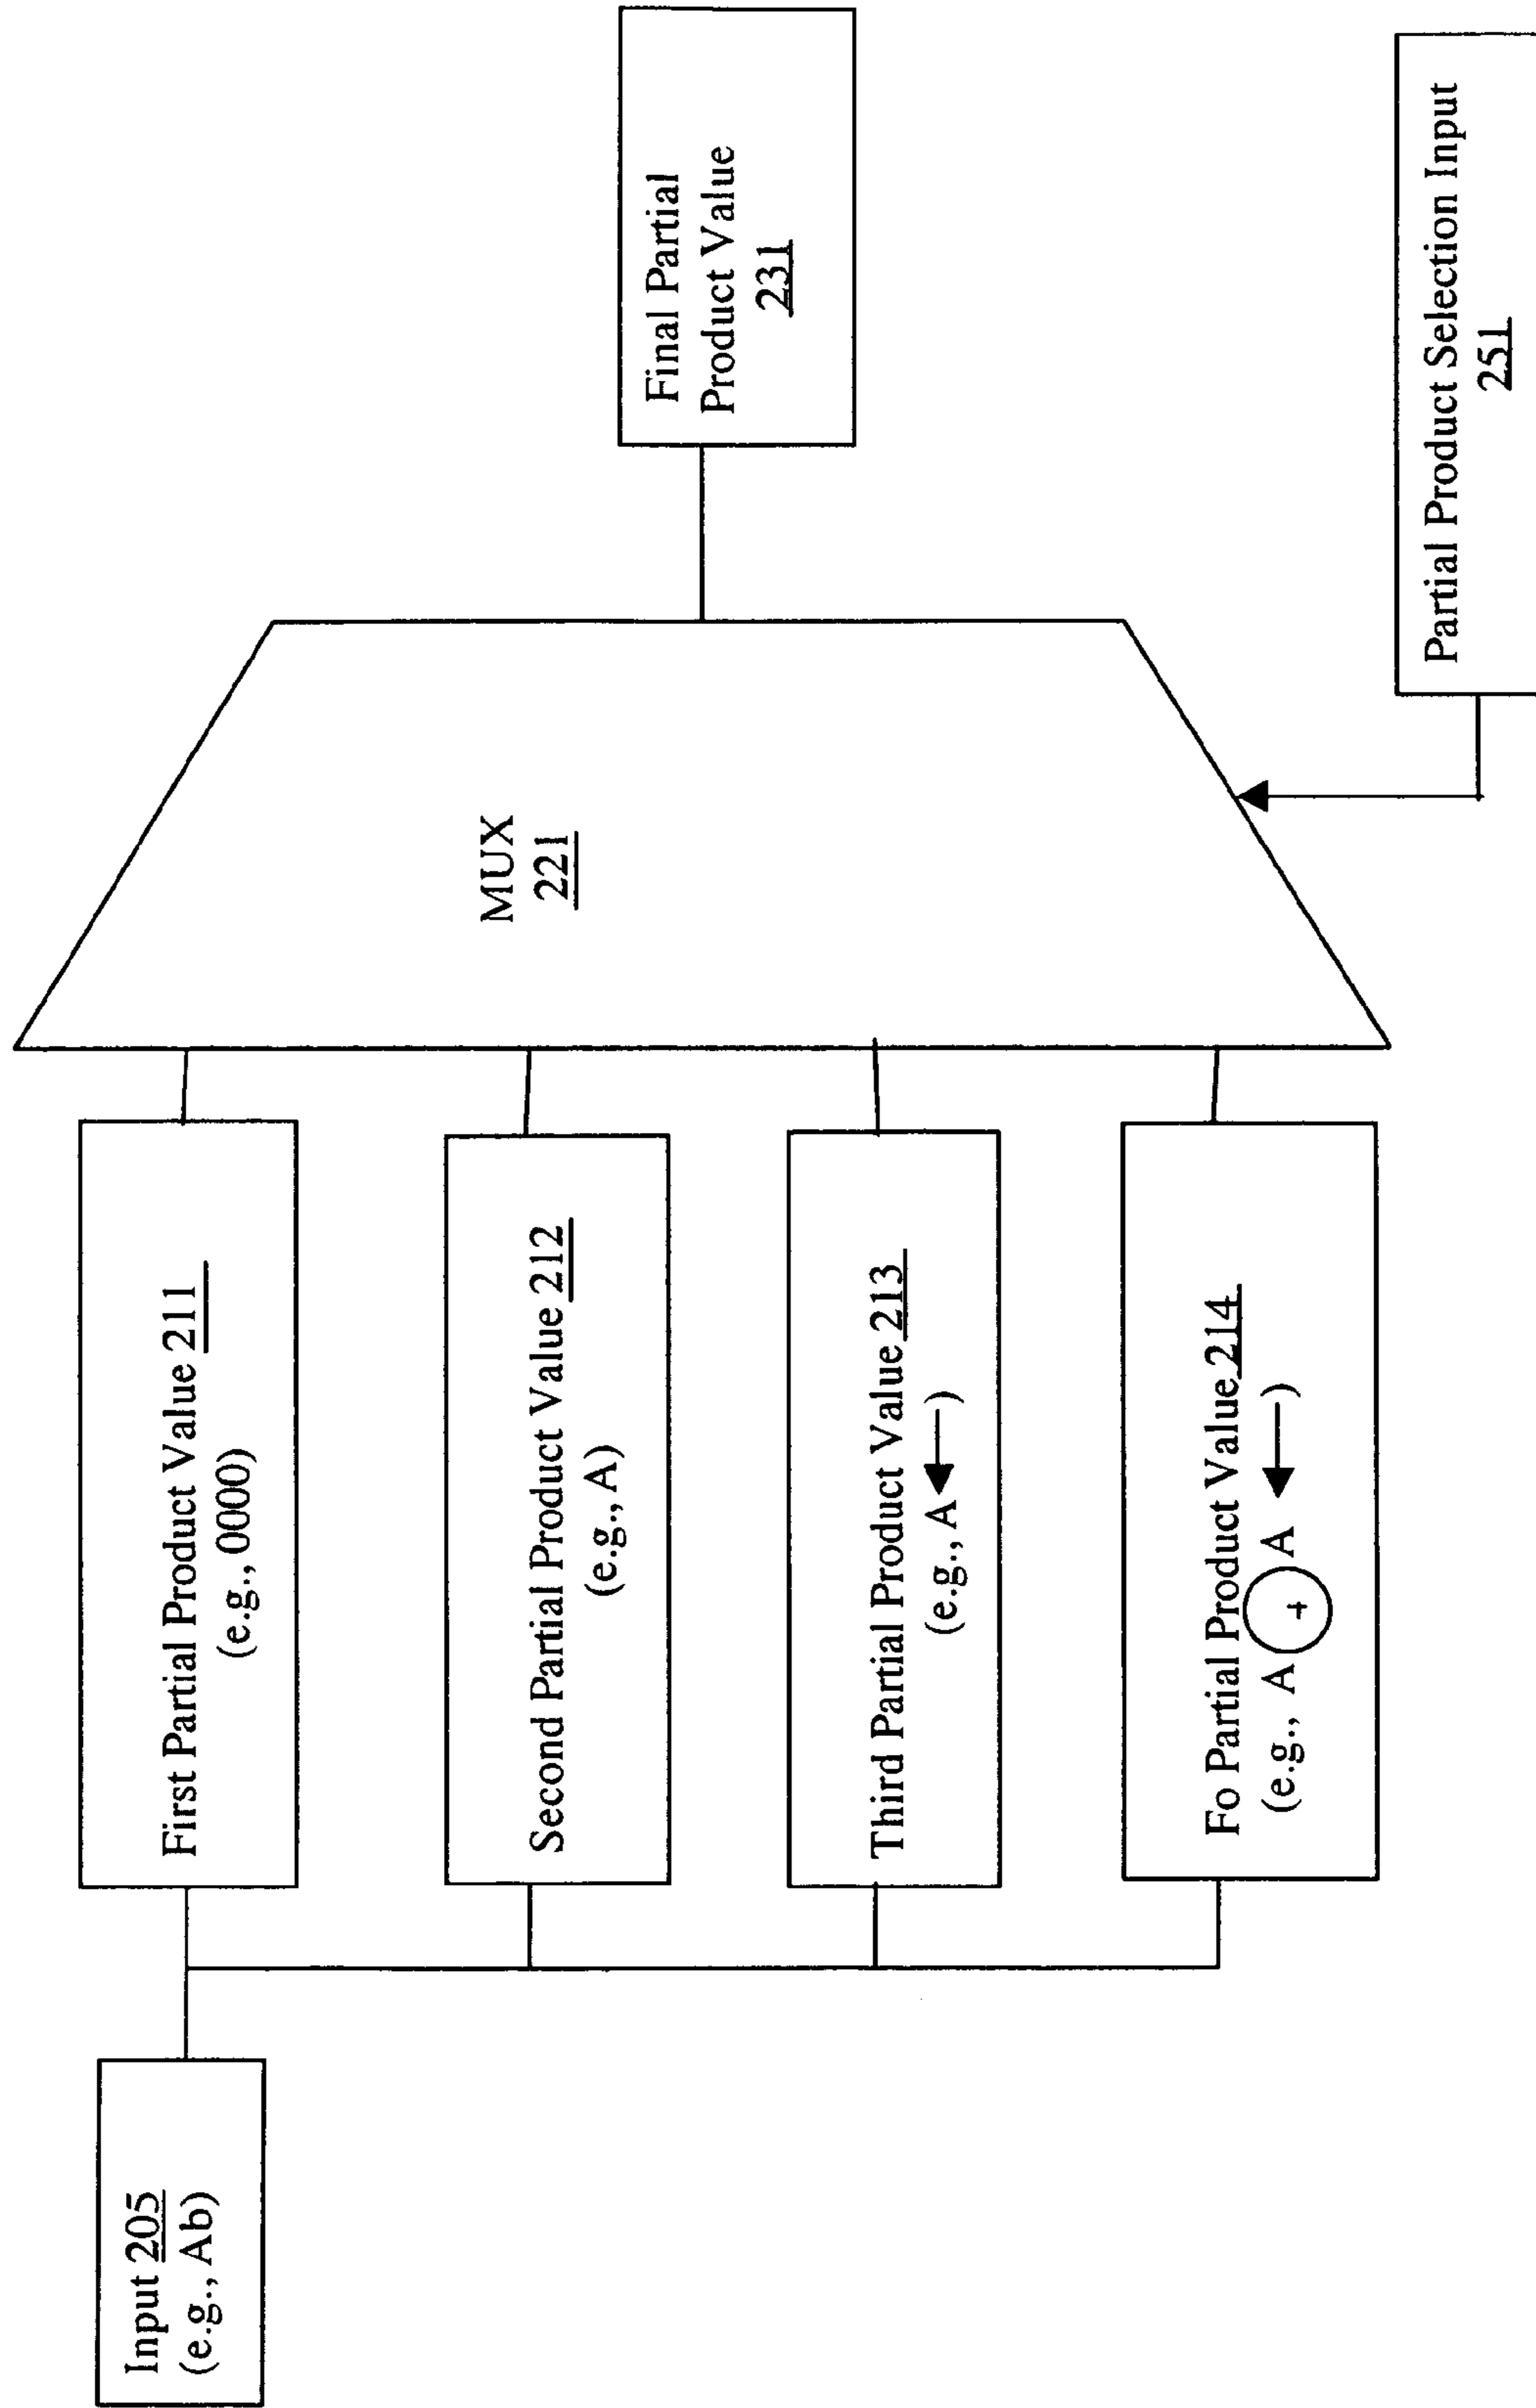 Input 205
(e.g., Ab)
First Partial Product Value 211
(e.g., 0000)
Second Partial Product Value 212
(e.g., A)
Third Partial Product Value 213
(e.g., A ←)
Fo Partial Product Value 214
(e.g., A + A ←)
MUX
221
Final Partial
Product Value
231
Partial Product Selection Input
251